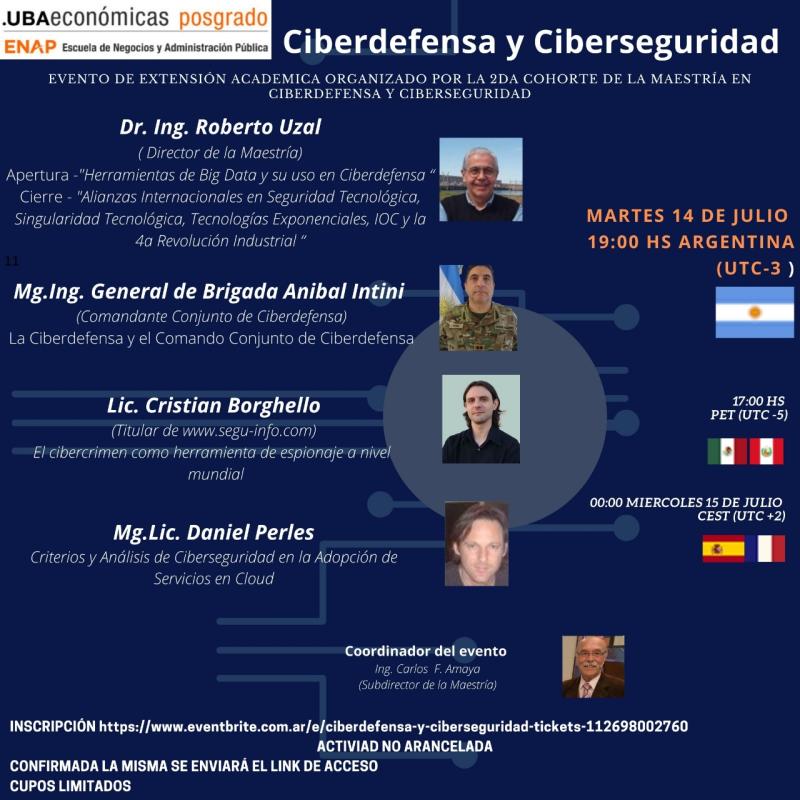 .UBAeconómicas posgrado
ENAP Escuela de Negocios y Administración Pública
Ciberdefensa y Ciberseguridad
EVENTO DE EXTENSIÓN ACADEMICA ORGANIZADO POR LA 2DA COHORTE DE LA MAESTRÍA EN
CIBERDEFENSA Y CIBERSEGURIDAD
Dr. Ing. Roberto Uzal
( Director de la Maestría)
Apertura -"Herramientas de Big Data y su uso en Ciberdefensa “
Cierre - "Alianzas Internacionales en Seguridad Tecnológica,
Singularidad Tecnológica, Tecnologías Exponenciales, IOC y la
4a Revolución Industrial “
11
Mg.Ing. General de Brigada Anibal Intini
(Comandante Conjunto de Ciberdefensa)
La Ciberdefensa y el Comando Conjunto de Ciberdefensa
Lic. Cristian Borghello
(Titular de www.segu-info.com)
El cibercrimen como herramienta de espionaje a nivel
mundial
Mg.Lic. Daniel Perles
Criterios y Análisis de Ciberseguridad en la Adopción de
Servicios en Cloud
MARTES 14 DE JULIO
19:00 HS ARGENTINA
(UTC-3 )
17:00 HS
PET (UTC -5)
00:00 MIERCOLES 15 DE JULIO
CEST (UTC +2)
Coordinador del evento
Ing. Carlos F. Amaya
(Subdirector de la Maestría)
INSCRIPCIÓN https://www.eventbrite.com.ar/e/ciberdefensa-y-ciberseguridad-tickets-112698002760
ACTIVIAD NO ARANCELADA
CONFIRMADA LA MISMA SE ENVIARÁ EL LINK DE ACCESO
CUPOS LIMITADOS